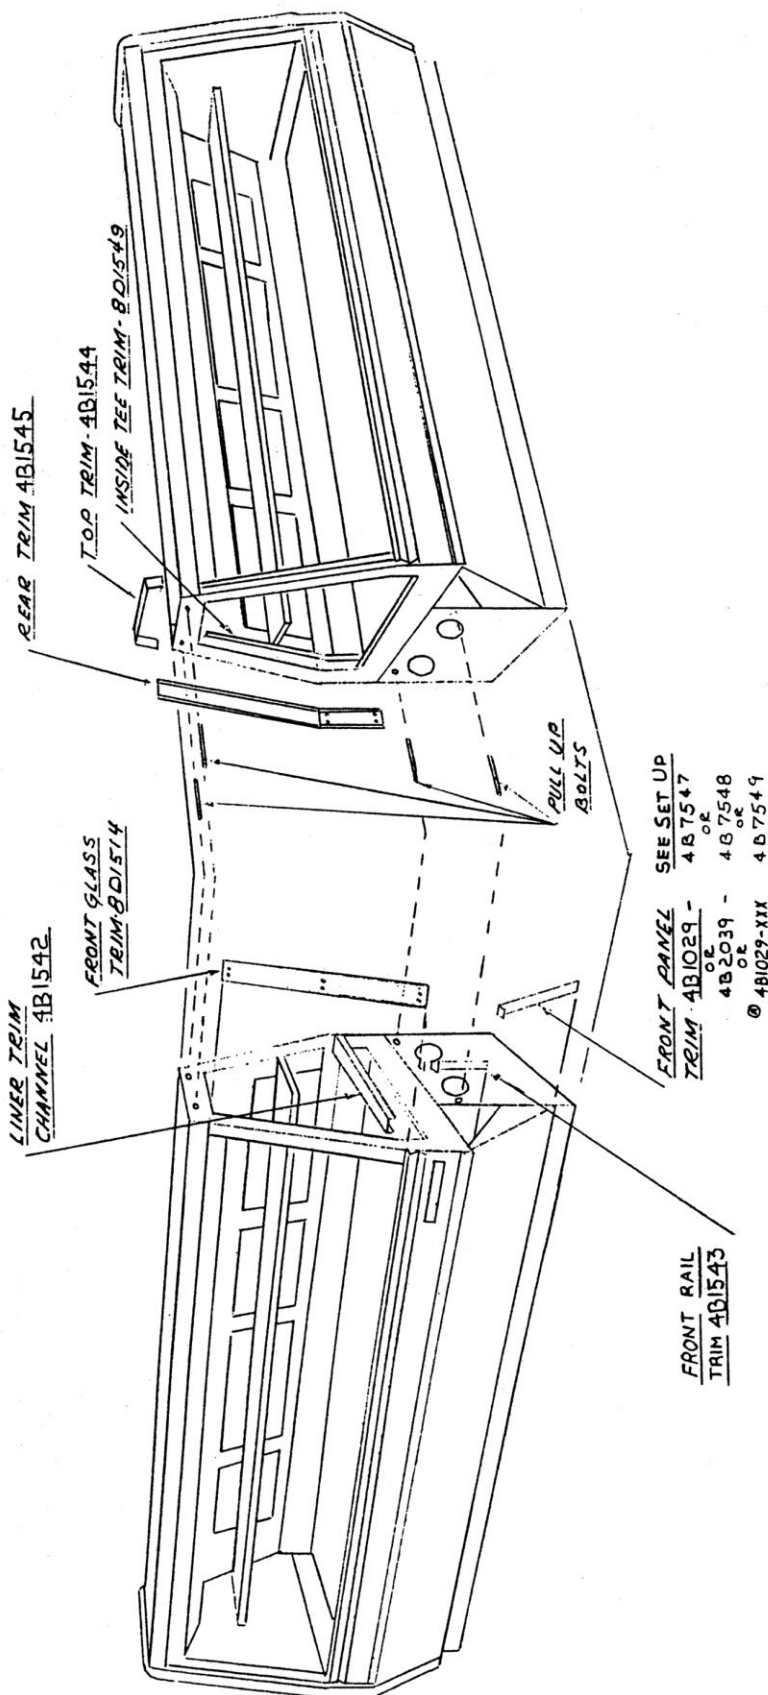 LINER TRIM
CHANNEL 4B1542
FRONT GLASS
TRIM-8D1514
REAR TRIM 4B1545
TOP TRIM-4B1544
INSIDE TEE TRIM-8D1549
PULL UP
BOLTS
FRONT RAIL
TRIM 4B1543
FRONT PANEL
TRIM-4B1029 -
OR
4B2039 -
OR
@ 4B1029-XXX
SEE SET UP
4B7547
OR
4B7548
OR
4B7549